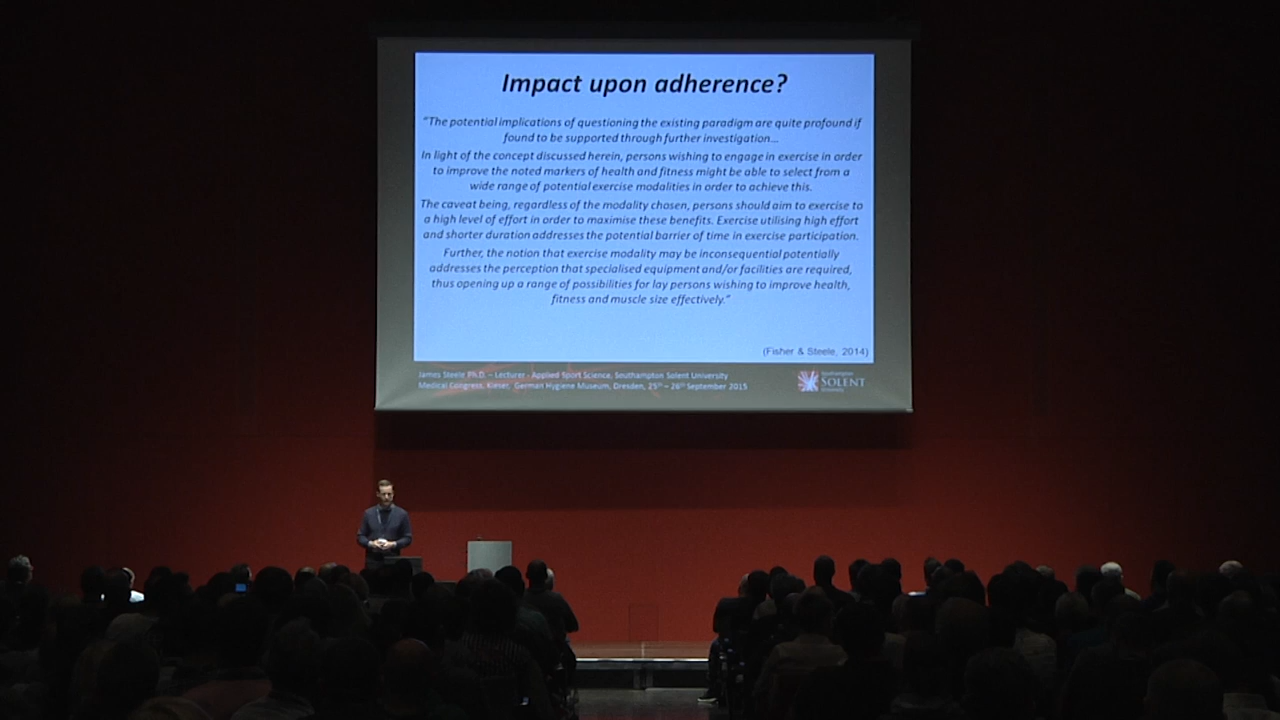 Impact upon adherence?
“The potential implications of questioning the existing paradigm are quite profound if
found to be supported through further investigation…
In light of the concept discussed herein, persons wishing to engage in exercise in order
to improve the noted markers of health and fitness might be able to select from a
wide range of potential exercise modalities in order to achieve this.
The caveat being, regardless of the modality chosen, persons should aim to exercise to
a high level of effort in order to maximise these benefits. Exercise utilising high effort
and shorter duration addresses the potential barrier of time in exercise participation.
Further, the notion that exercise modality may be inconsequential potentially
addresses the perception that specialised equipment and/or facilities are required,
thus opening up a range of possibilities for lay persons wishing to improve health,
fitness and muscle size effectively.”
(Fisher & Steele, 2014)
James Steele Ph.D. – Lecturer - Applied Sport Science, Southampton Solent University
Medical Congress, Kieser, German Hygiene Museum, Dresden, 25th – 26th September 2015
Southampton
SOLENT
University